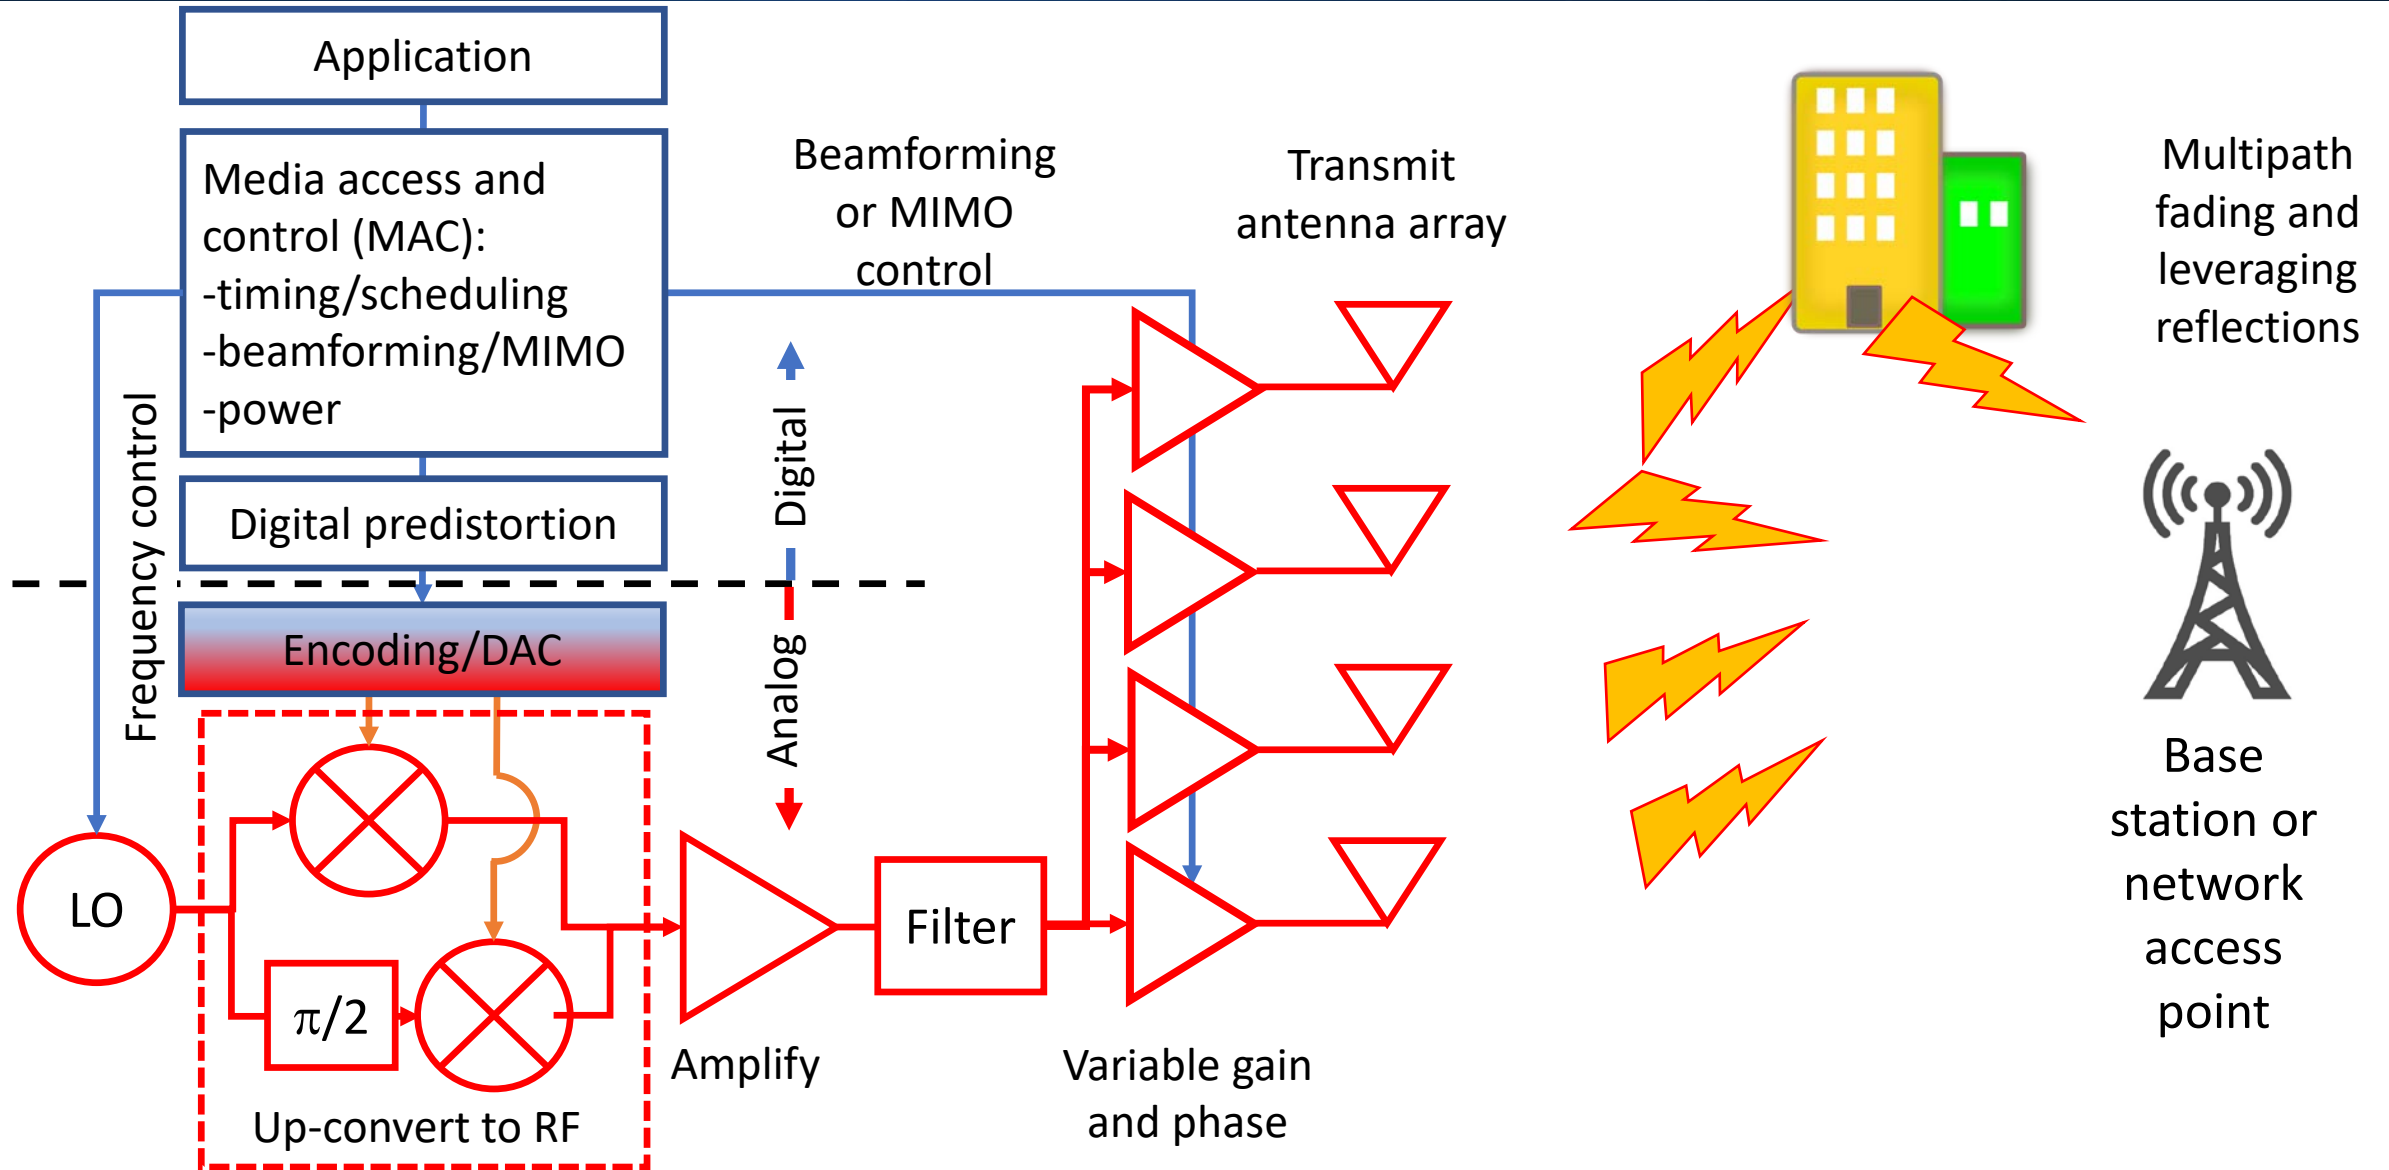 Application
Media access and
control (MAC):
-timing/scheduling
-beamforming/MIMO
-power
Digital predistortion
Encoding/DAC
Frequency control
Beamforming
or MIMO
control
Digital
Analog
Transmit
antenna array
Multipath
fading and
leveraging
reflections
LO
π/2
Up-convert to RF
Amplify
Filter
Variable gain
and phase
Base
station or
network
access
point